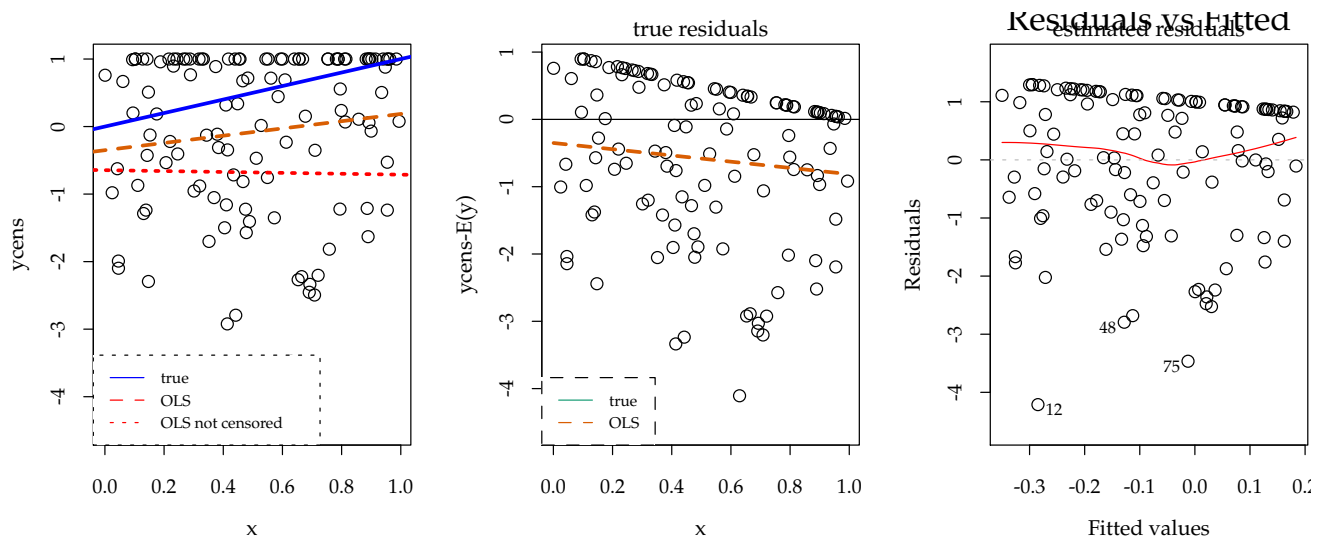 ycens
1
0
-1
-2
-3
-4
0.0 0.2 0.4 0.6 0.8 1.0
x
true
OLS
OLS not censored
true residuals
ycens-E(y)
1
0
-1
-2
-3
-4
0.0 0.2 0.4 0.6 0.8 1.0
x
true
OLS
Residuals vs Fitted
estimated residuals
Residuals
1
0
-1
-2
-3
-4
48
75
12
-0.3 -0.2 -0.1 0.0 0.1 0.2
Fitted values